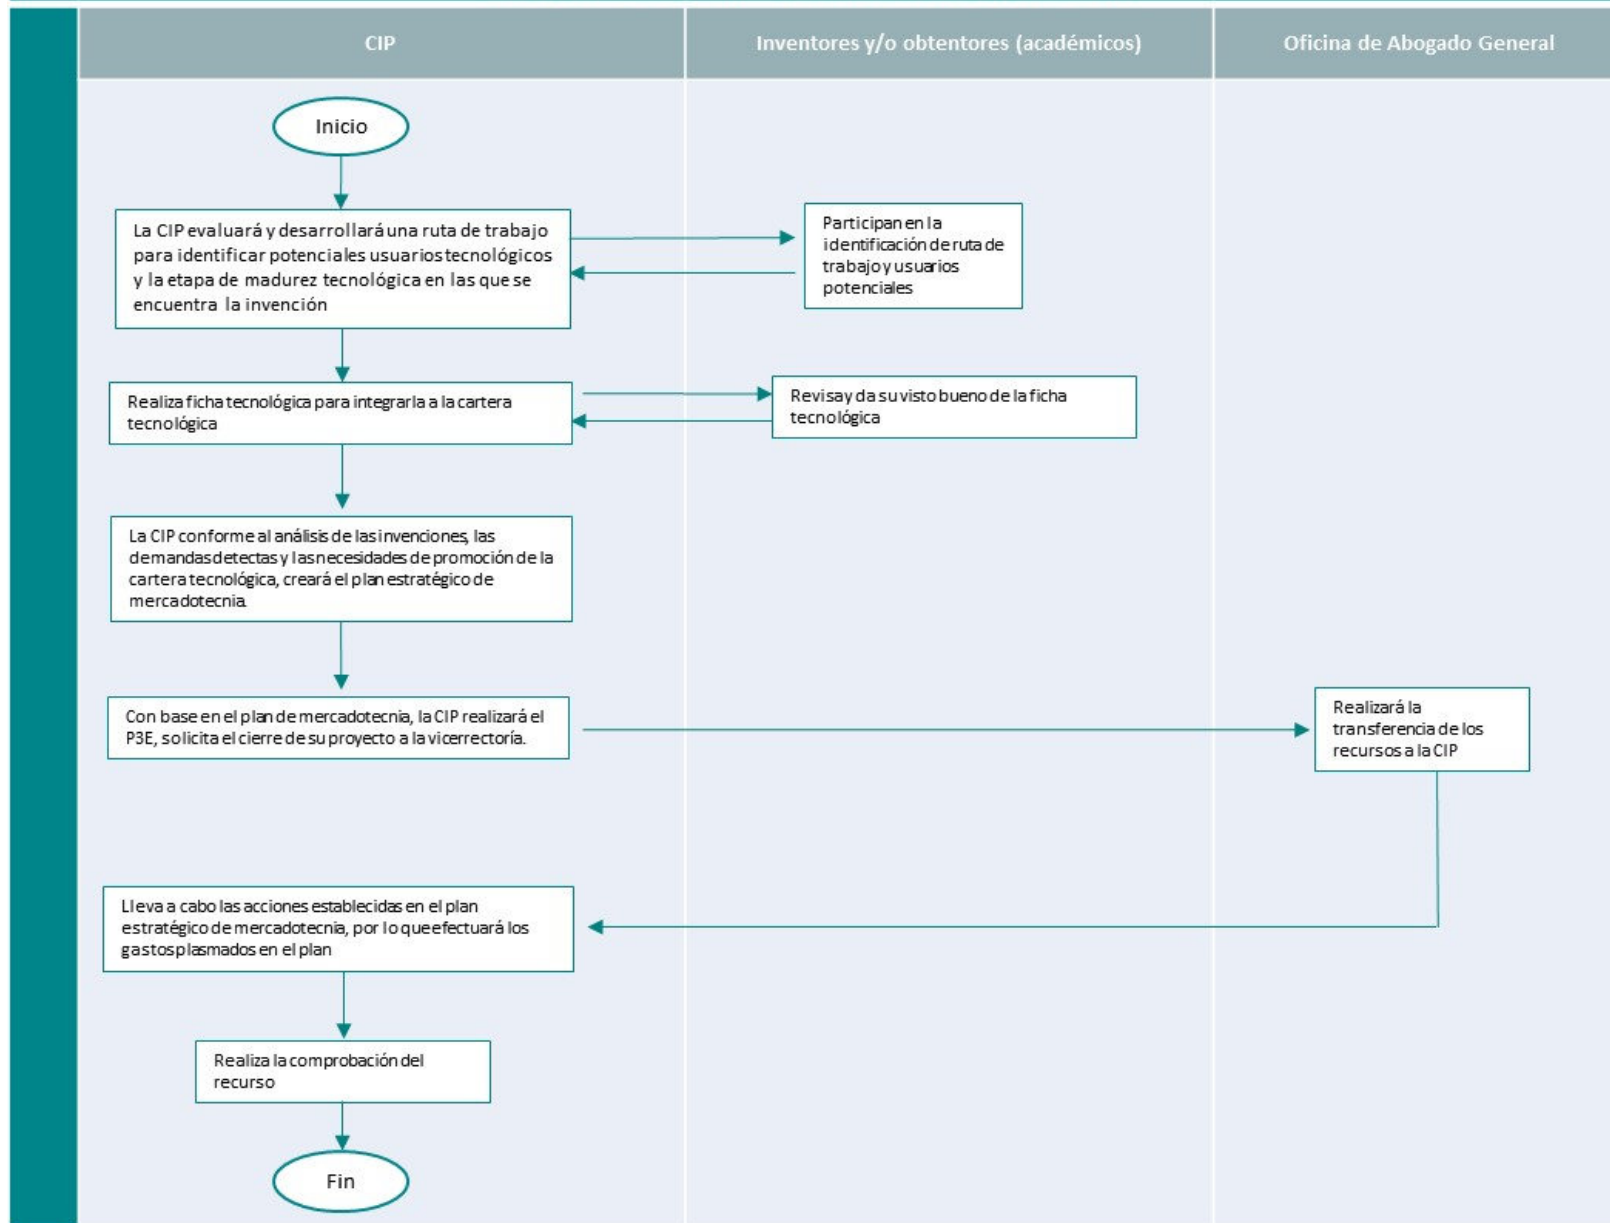 CIP
Inventores y/o obtentores (académicos)
Oficina de Abogado General
Inicio
La CIP evaluará y desarrollará una ruta de trabajo
para identificar potenciales usuarios tecnológicos
y la etapa de madurez tecnológica en las que se
encuentra la invención
Participan en la
identificación de ruta de
trabajo y usuarios
potenciales
Realiza ficha tecnológica para integrarla a la cartera
tecnológica
Revisa y da su visto bueno de la ficha
tecnológica
La CIP conforme al análisis de las invenciones, las
demandas detectas y las necesidades de promoción de la
cartera tecnológica, creará el plan estratégico de
mercadotecnia.
Con base en el plan de mercadotecnia, la CIP realizará el
P3E, solicita el cierre de su proyecto a la vicerrectoría.
Realizará la
transferencia de los
recursos a la CIP
Lleva a cabo las acciones establecidas en el plan
estratégico de mercadotecnia, por lo que efectuará los
gastos plasmados en el plan
Realiza la comprobación del
recurso
Fin